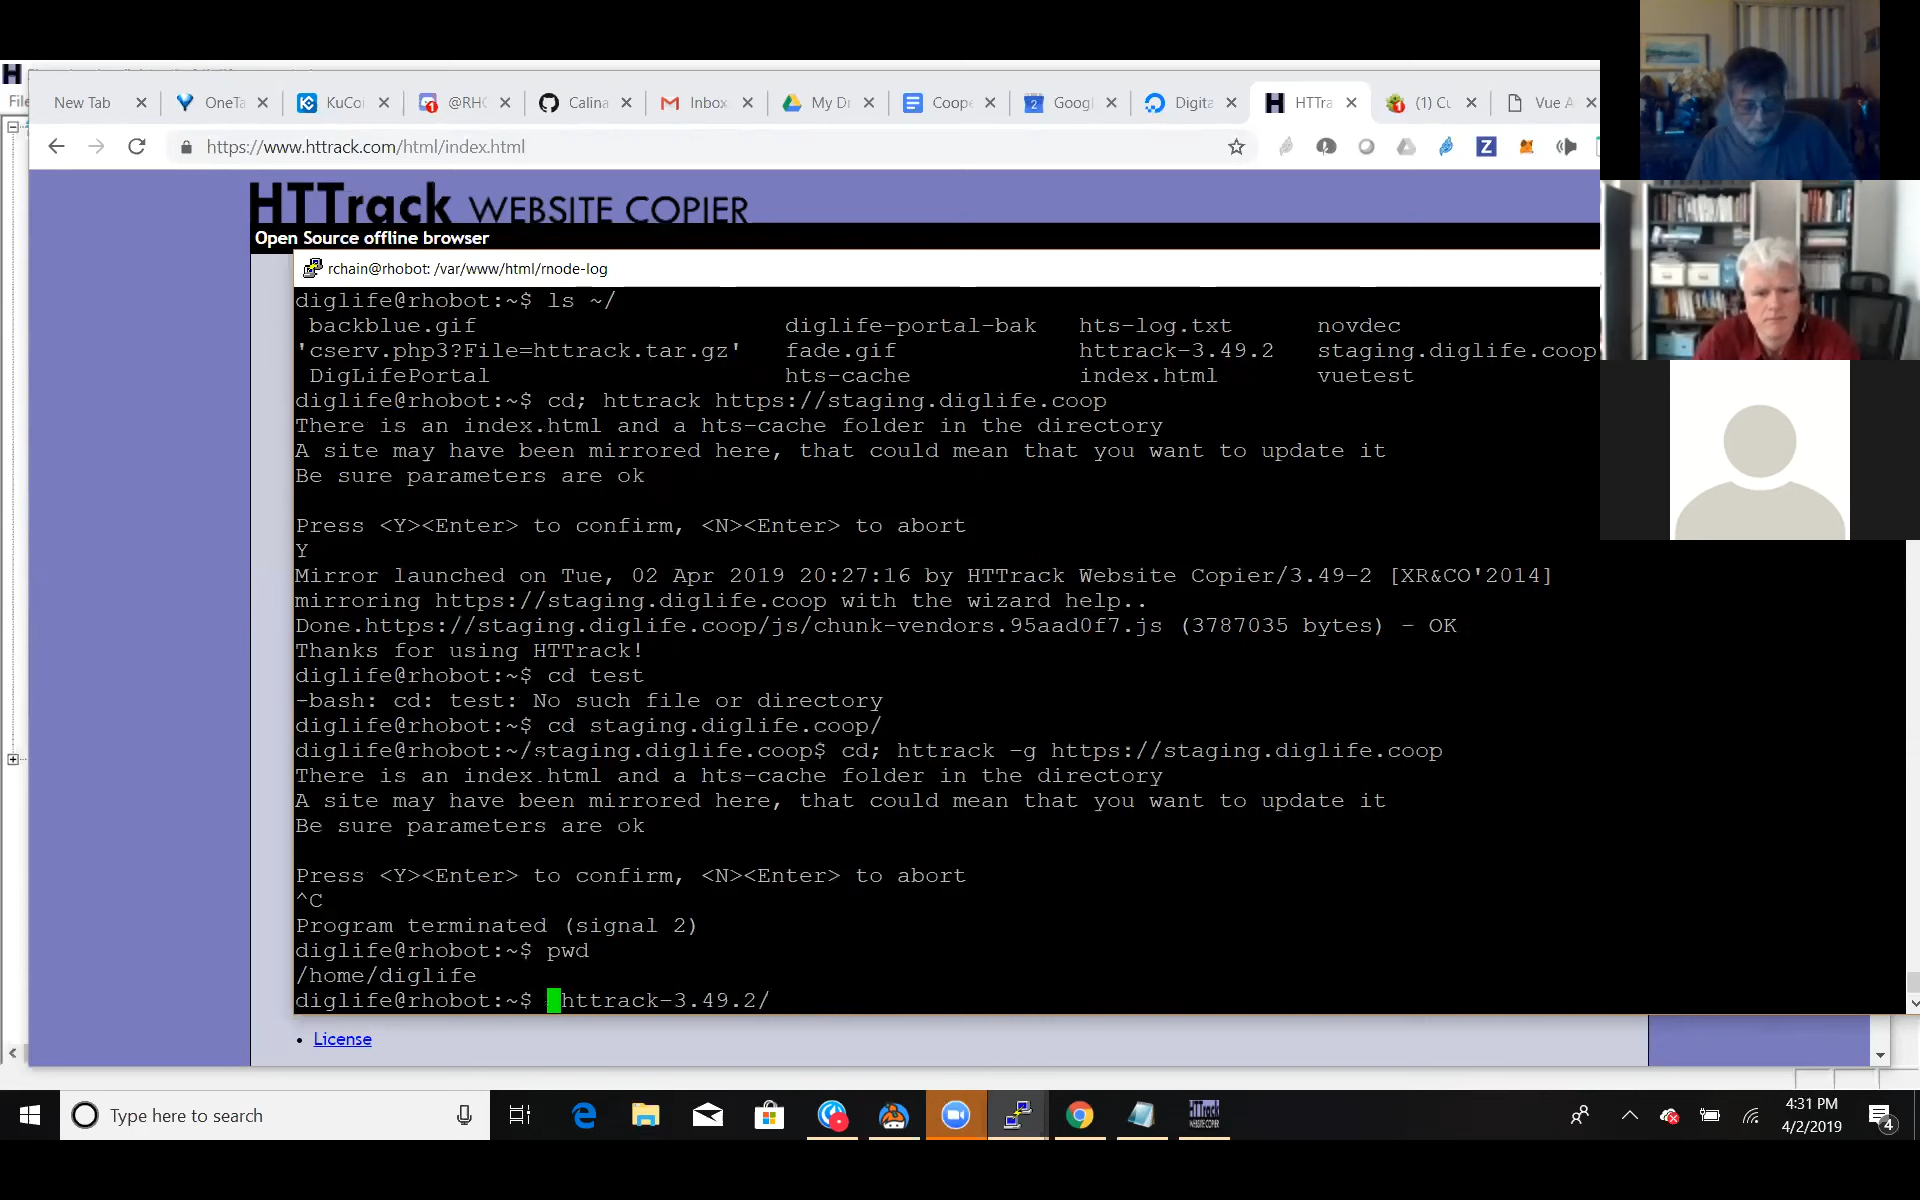 New Tab
OneTa
KuCoi
@RHC
Calina
Inbox
My Dr
Coope
2
Googl
Digita
HTTra
(1) Cu
Vue A
File
https://www.httrack.com/html/index.html
Z
HTTrack WEBSITE COPIER
Open Source offline browser
rchain@rhobot: /var/www/html/rnode-log
diglife@rhobot:~$ ls ~/
backblue.gif diglife-portal-bak hts-log.txt novdec
'cserv.php3?File=httrack.tar.gz' fade.gif httrack-3.49.2 staging.diglife.coop
DigLifePortal hts-cache index.html vuetest
diglife@rhobot:~$ cd; httrack https://staging.diglife.coop
There is an index.html and a hts-cache folder in the directory
A site may have been mirrored here, that could mean that you want to update it
Be sure parameters are ok
Press <Y><Enter> to confirm, <N><Enter> to abort
Y
Mirror launched on Tue, 02 Apr 2019 20:27:16 by HTTrack Website Copier/3.49-2 [XR&CO'2014]
mirroring https://staging.diglife.coop with the wizard help..
Done.https://staging.diglife.coop/js/chunk-vendors.95aad0f7.js (3787035 bytes) - OK
Thanks for using HTTrack!
diglife@rhobot:~$ cd test
-bash: cd: test: No such file or directory
diglife@rhobot:~$ cd staging.diglife.coop/
diglife@rhobot:~/staging.diglife.coop$ cd; httrack -g https://staging.diglife.coop
There is an index.html and a hts-cache folder in the directory
A site may have been mirrored here, that could mean that you want to update it
Be sure parameters are ok
Press <Y><Enter> to confirm, <N><Enter> to abort
^C
Program terminated (signal 2)
diglife@rhobot:~$ pwd
/home/diglife
diglife@rhobot:~$ httrack-3.49.2/
License
Type here to search
HTTRACK
WEBSITE COPIER
4:31 PM
4/2/2019
4